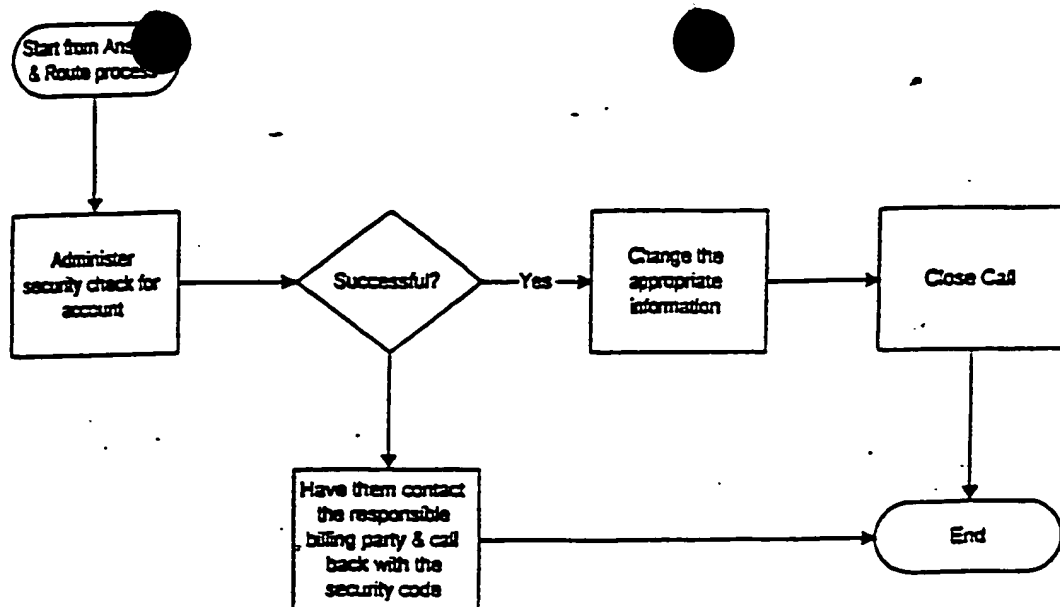 Start from
& Route process
Administer
security check for
account
Successful?
Yes
Change the
appropriate
information
Close Call
Have them contact
the responsible
billing party & call
back with the
security code
End